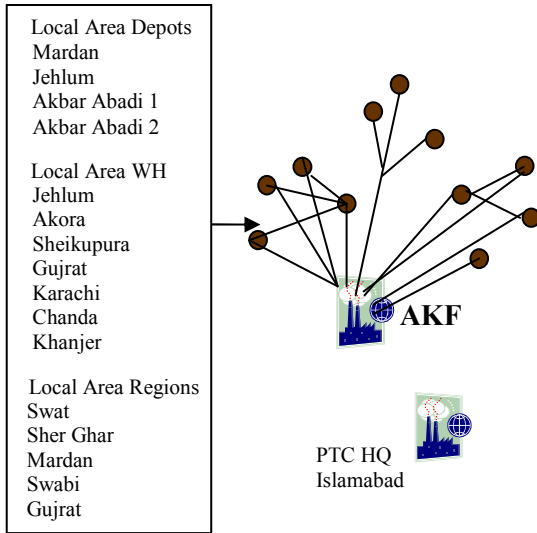 Local Area Depots
Mardan
Jehlum
Akbar Abadi 1
Akbar Abadi 2
Local Area WH
Jehlum
Akora
Sheikupura
Gujrat
Karachi
Chanda
Khanjer
Local Area Regions
Swat
Sher Ghar
Mardan
Swabi
Gujrat
AKF
PTC HQ
Islamabad